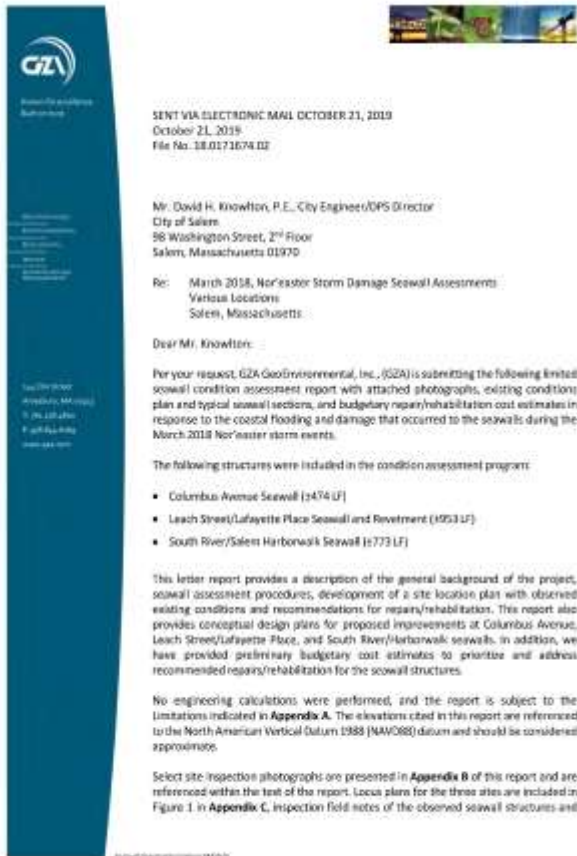 GZA
SENT VIA ELECTRONIC MAIL OCTOBER 21, 2019
October 21, 2019
File No. 18.0171674.02
Mr. David H. Knowlton, P.E., City Engineer/DPS Director
City of Salem
98 Washington Street, 2nd Floor
Salem, Massachusetts 01970
Re: March 2018, Nor'easter Storm Damage Seawall Assessments
Various Locations
Salem, Massachusetts
Dear Mr. Knowlton:
Per your request, GZA GeoEnvironmental, Inc., (GZA) is submitting the following limited
seawall condition assessment report with attached photographs, existing conditions
plan and typical seawall sections, and budgetary repair/rehabilitation cost estimates in
response to the coastal flooding and damage that occurred to the seawalls during the
March 2018 Nor'easter storm events.
The following structures were included in the condition assessment program:
• Columbus Avenue Seawall (±474 LF)
• Leach Street/Lafayette Place Seawall and Revetment (±953 LF)
• South River/Salem Harborwalk Seawall (±773 LF)
This letter report provides a description of the general background of the project,
seawall assessment procedures, development of a site location plan with observed
existing conditions and recommendations for repairs/rehabilitation. This report also
provides conceptual design plans for proposed improvements at Columbus Avenue,
Leach Street/Lafayette Place, and South River/Harborwalk seawalls. In addition, we
have provided preliminary budgetary cost estimates to prioritize and address
recommended repairs/rehabilitation for the seawall structures.
No engineering calculations were performed, and the report is subject to the
Limitations indicated in Appendix A. The elevations cited in this report are referenced
to the North American Vertical Datum 1988 (NAVD88) datum and should be considered
approximate.
Select site inspection photographs are presented in Appendix B of this report and are
referenced within the text of the report. Locus plans for the three sites are included in
Figure 1 in Appendix C, inspection field notes of the observed seawall structures and